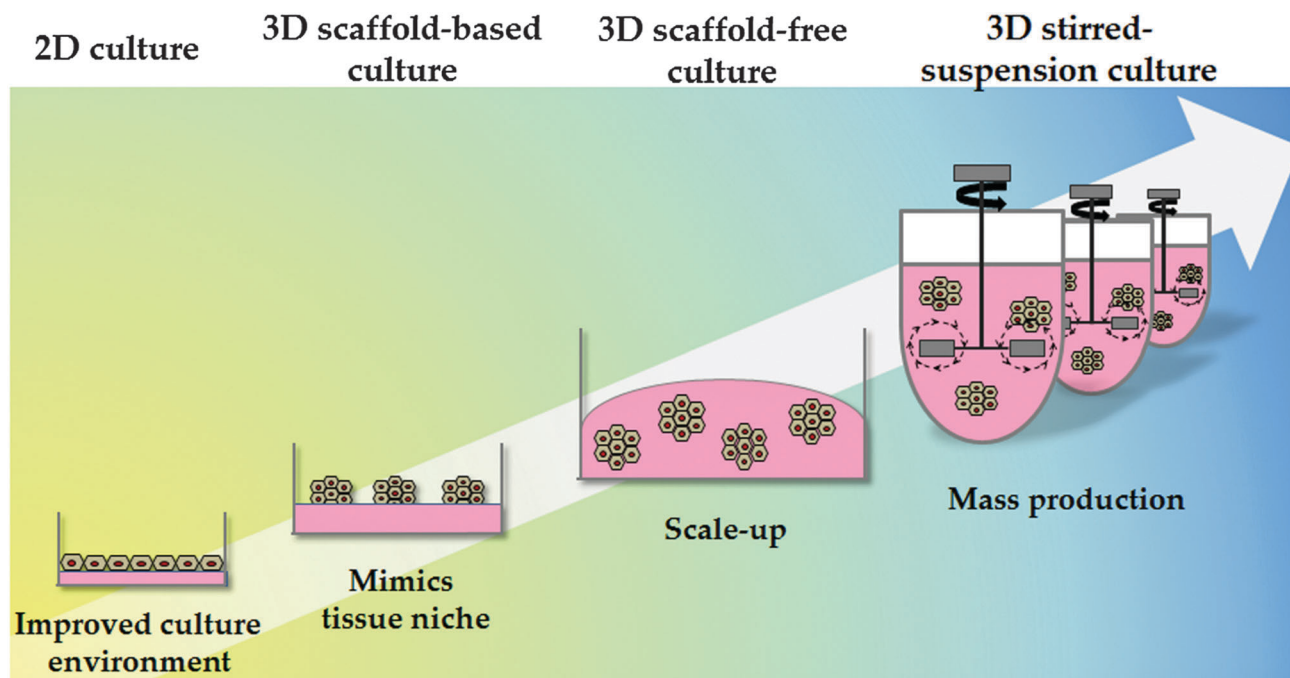 2D culture
3D scaffold-based
culture
3D scaffold-free
culture
3D stirred-
suspension culture
Improved culture
environment
Mimics
tissue niche
Scale-up
Mass production